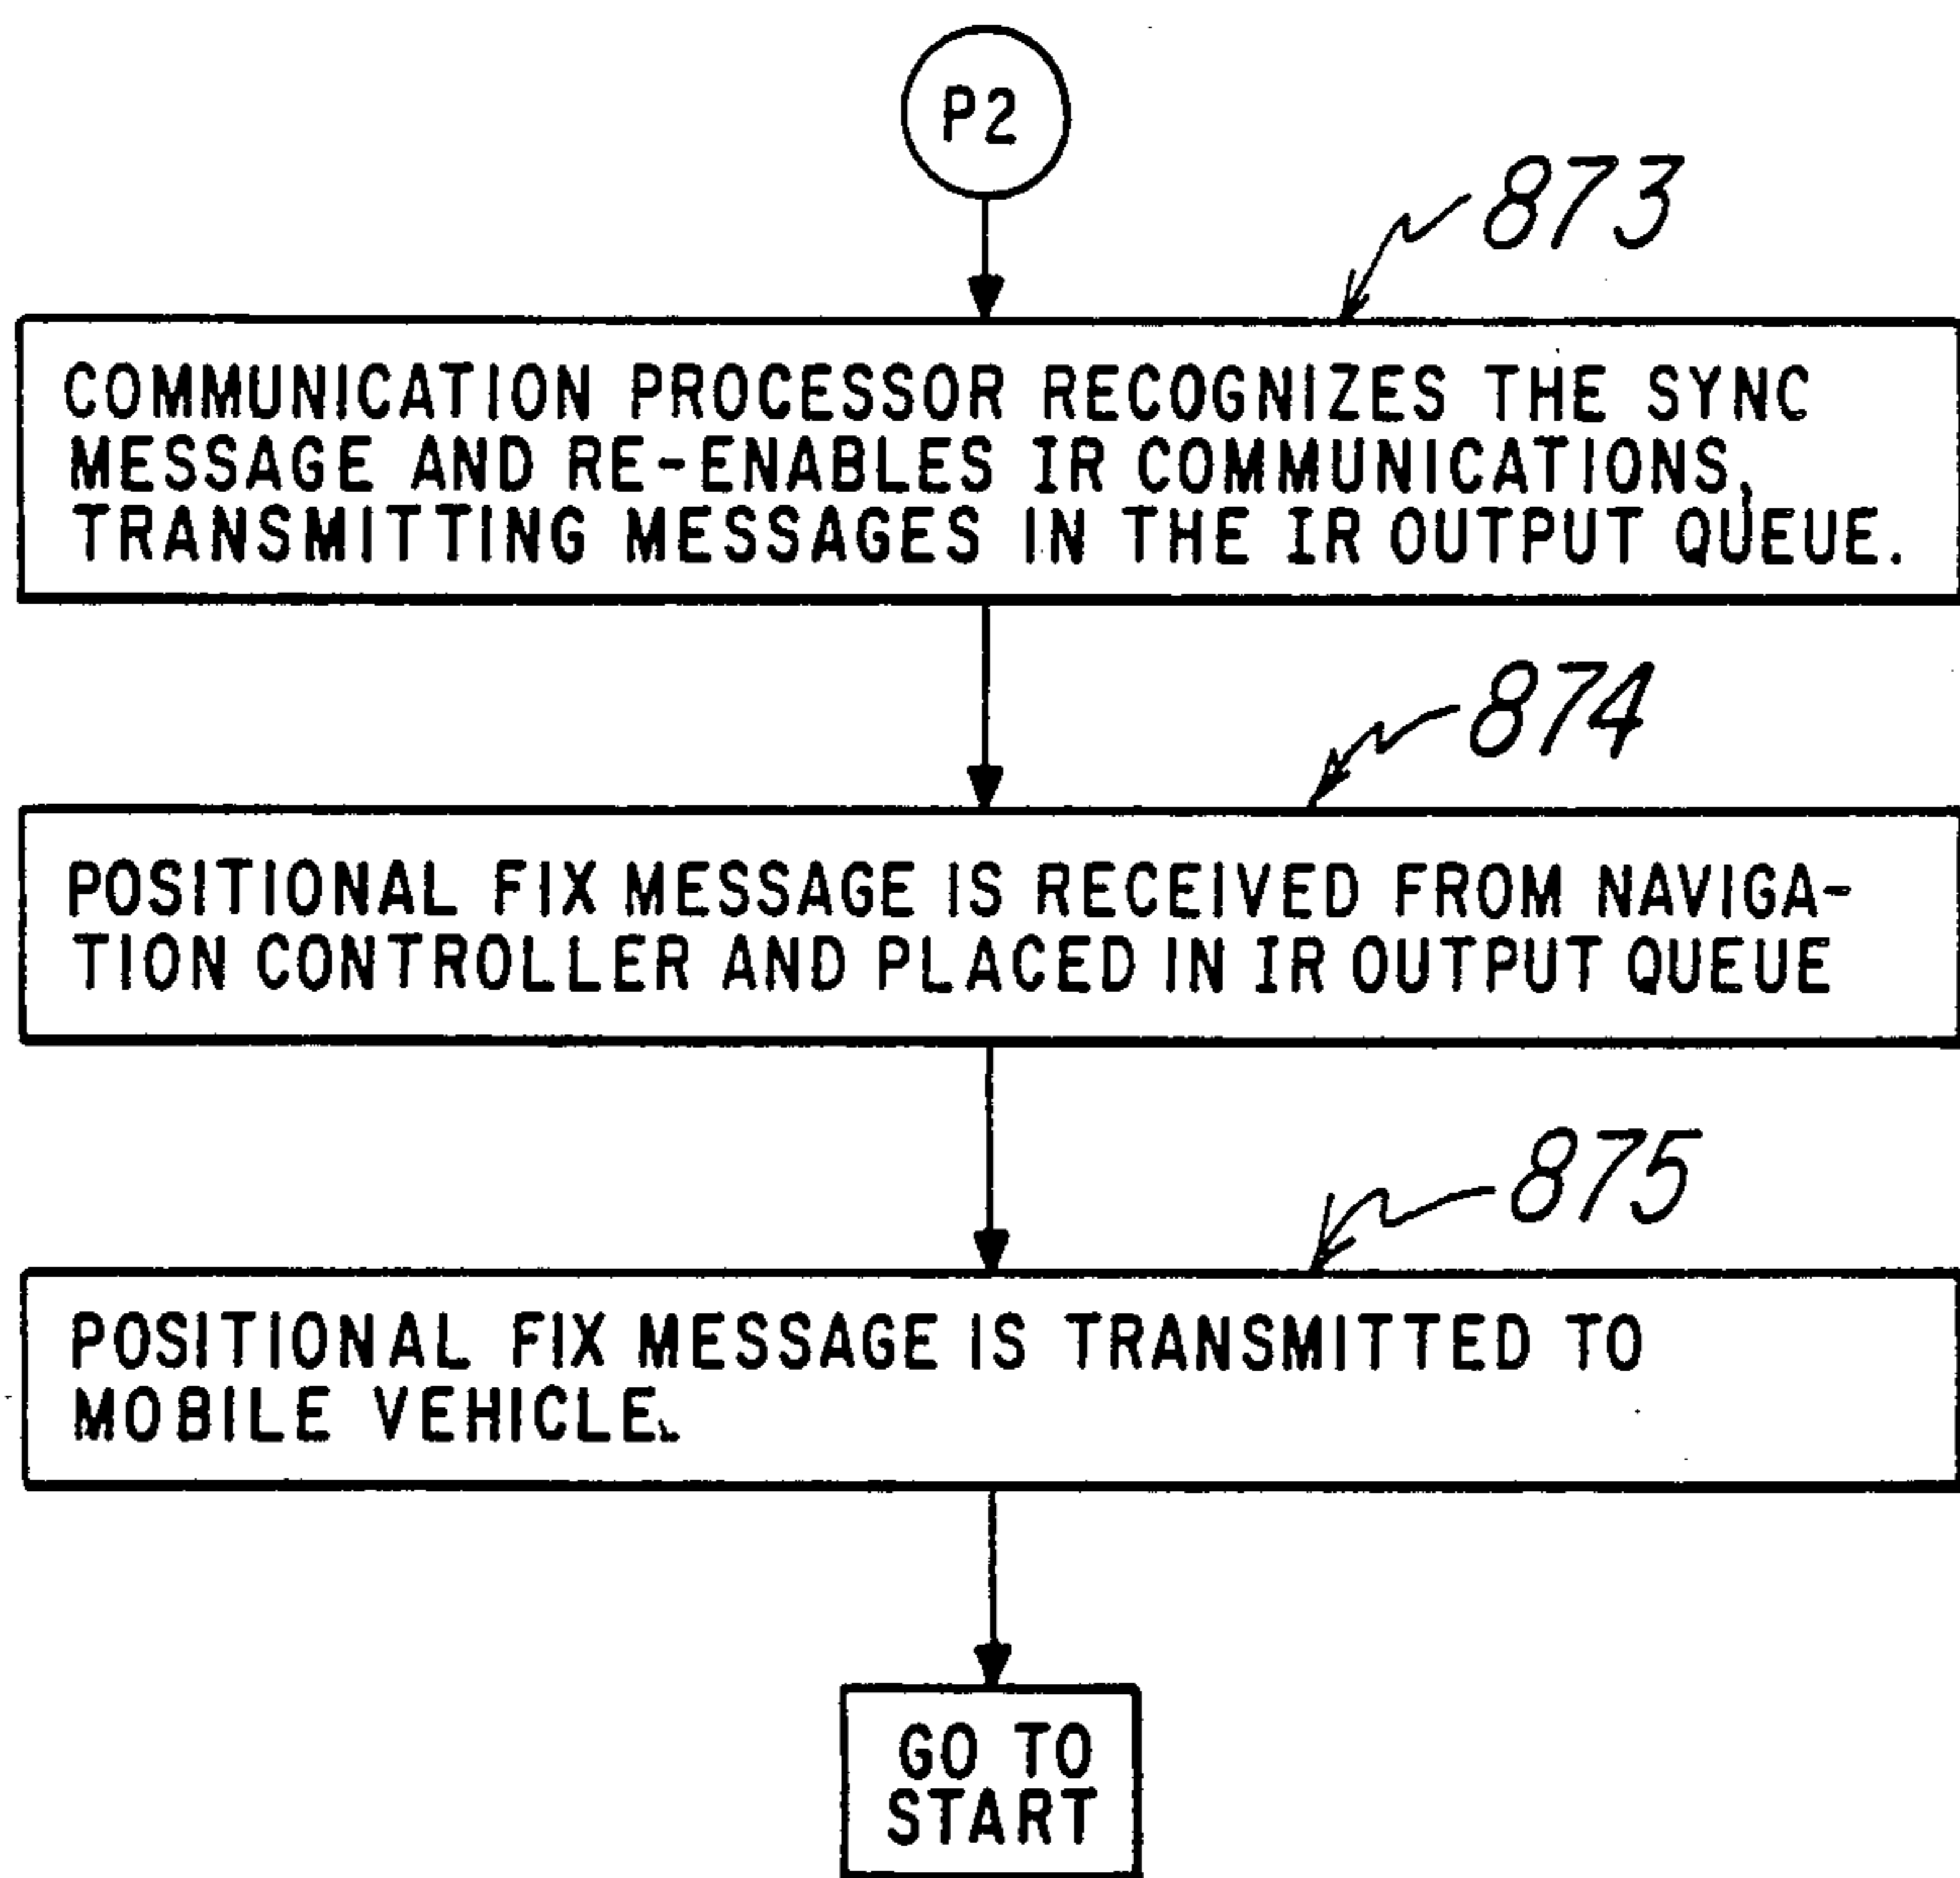 P2
873
COMMUNICATION PROCESSOR RECOGNIZES THE SYNC
MESSAGE AND RE-ENABLES IR COMMUNICATIONS,
TRANSMITTING MESSAGES IN THE IR OUTPUT QUEUE.
874
POSITIONAL FIX MESSAGE IS RECEIVED FROM NAVIGA-
TION CONTROLLER AND PLACED IN IR OUTPUT QUEUE
875
POSITIONAL FIX MESSAGE IS TRANSMITTED TO
MOBILE VEHICLE.
GO TO
START